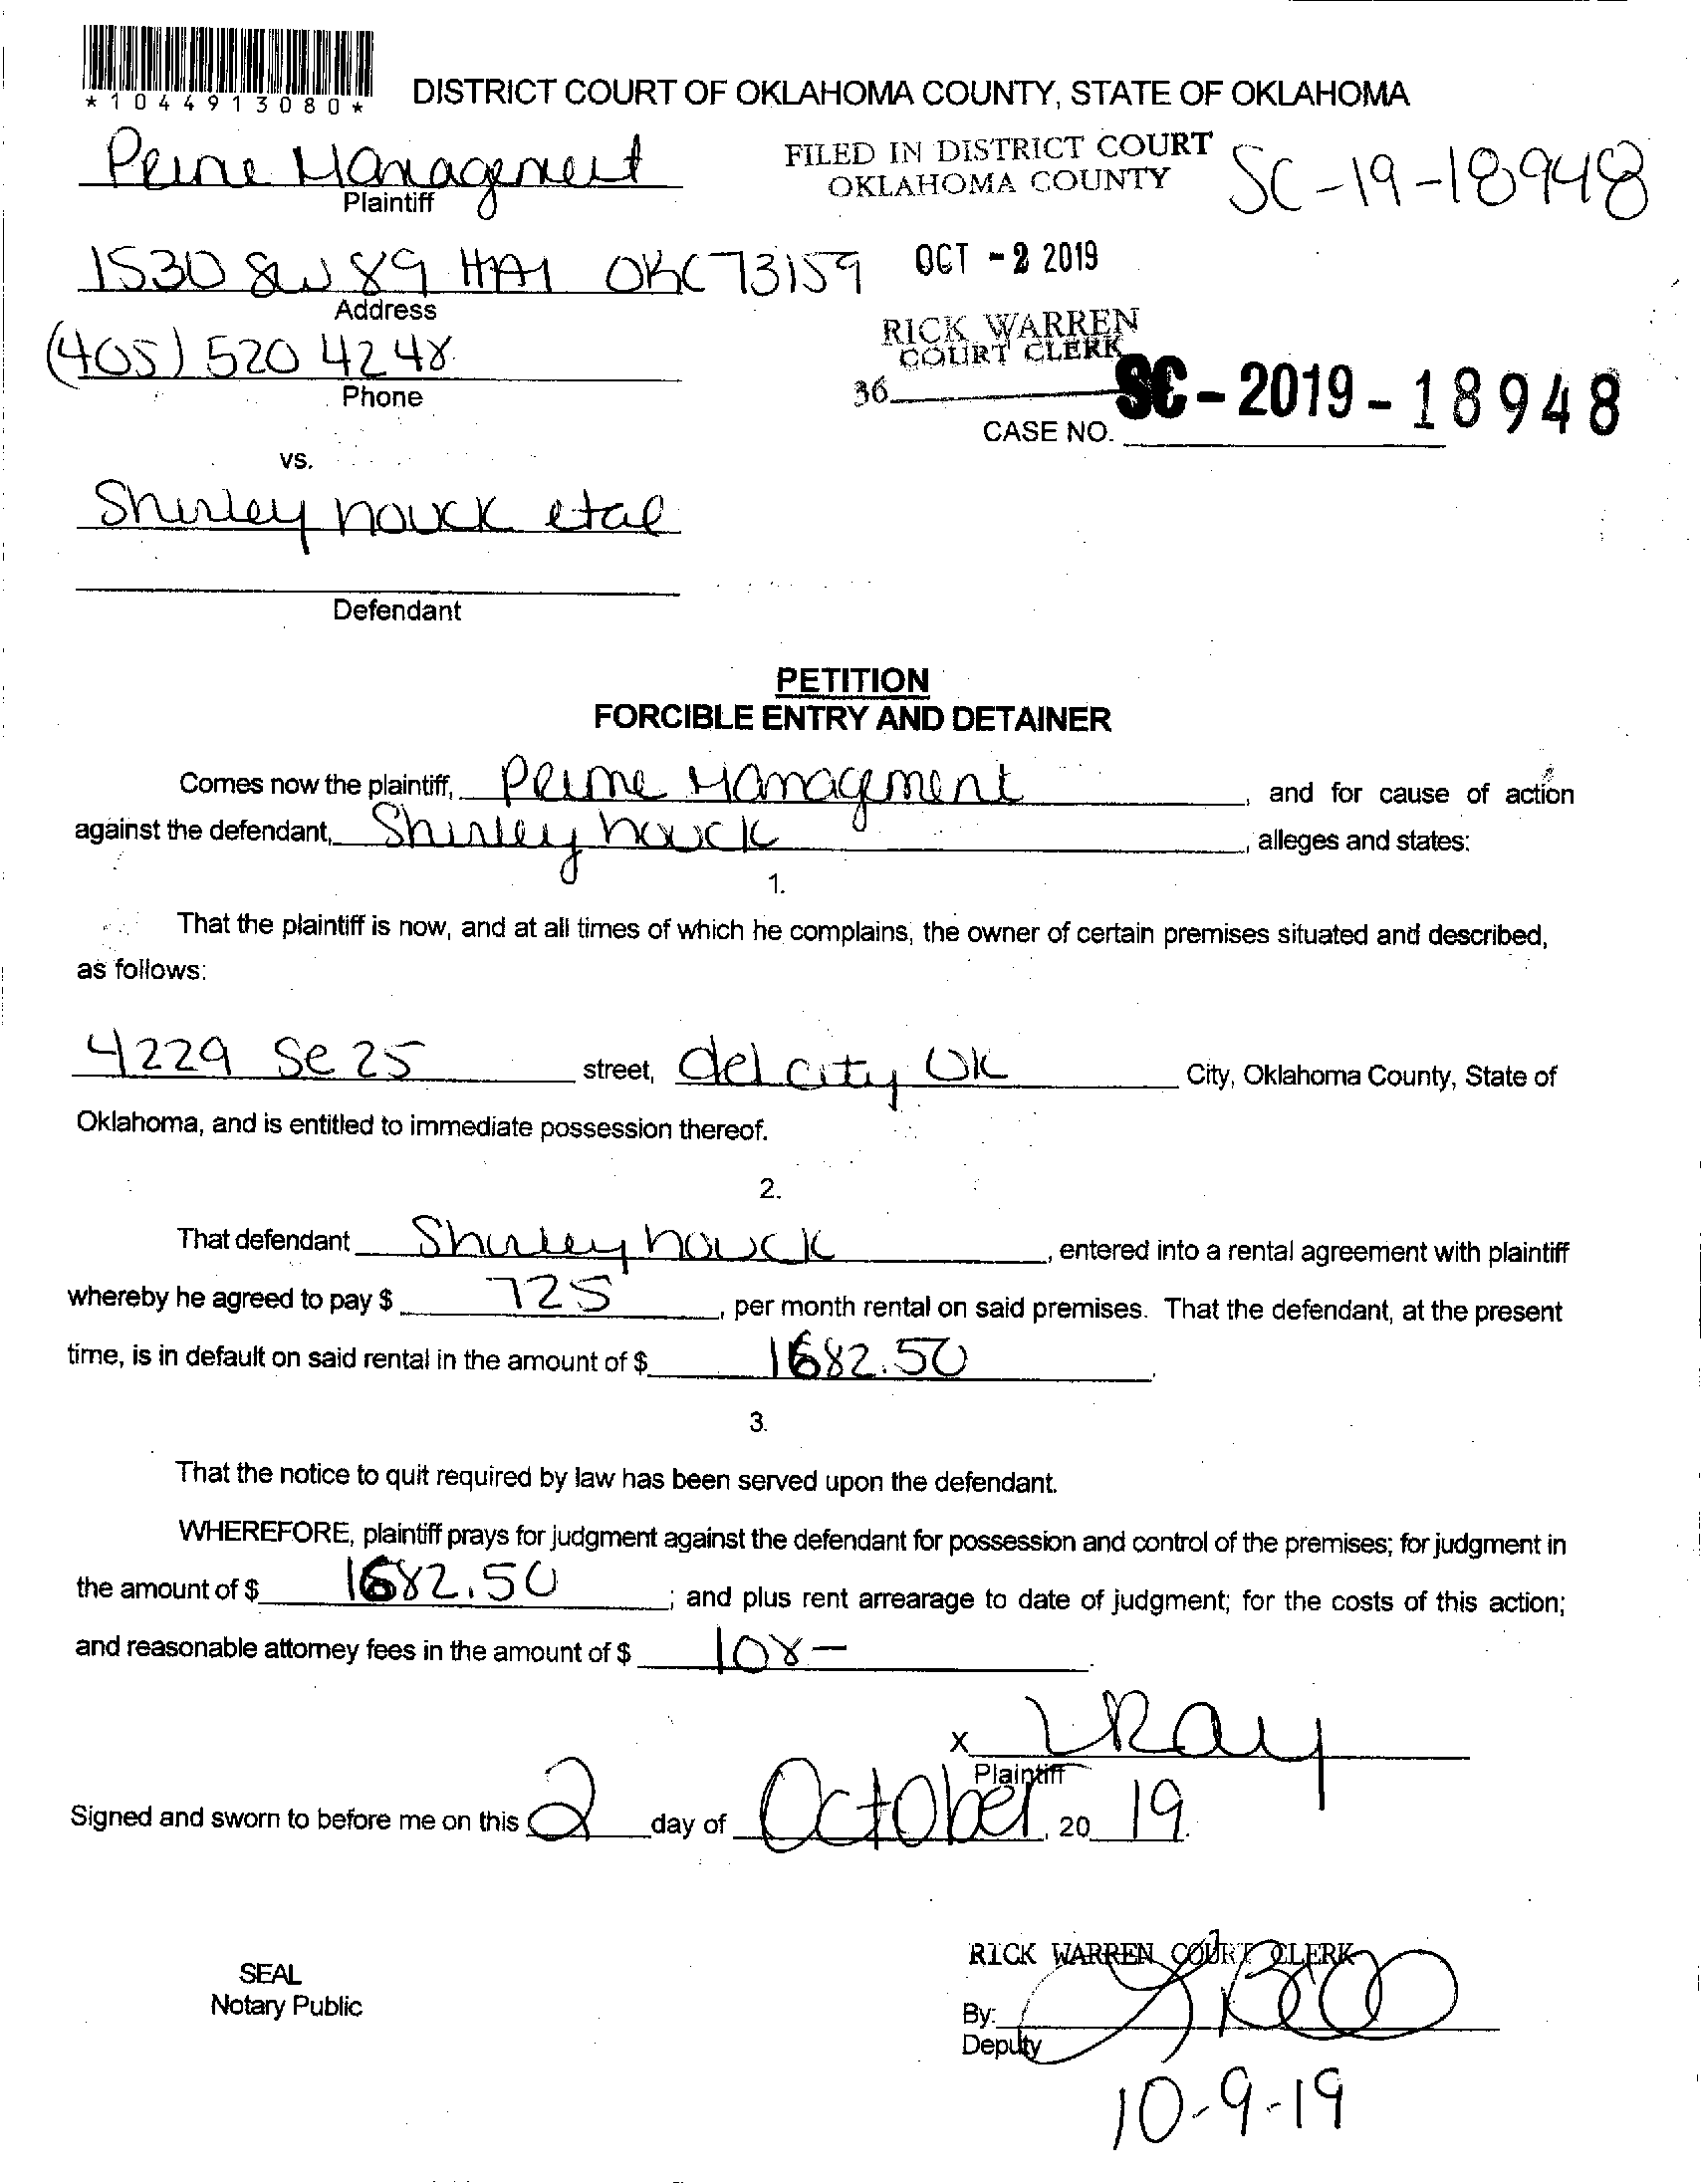 *1044913080*
DISTRICT COURT OF OKLAHOMA COUNTY, STATE OF OKLAHOMA
Prime Management
Plaintiff
FILED IN DISTRICT COURT
OKLAHOMA COUNTY
SC-19-18948
1530 SW 89 OKC 73159
Address
OCT - 2 2019
(405) 520 4248
Phone
RICK WARREN
COURT CLERK
36
SC - 2019 - 18948
CASE NO.
vs.
Shirley houck etal
Defendant
PETITION
FORCIBLE ENTRY AND DETAINER
Comes now the plaintiff, Prime Management, and for cause of action
against the defendant, Shirley houck, alleges and states:
1.
That the plaintiff is now, and at all times of which he complains, the owner of certain premises situated and described,
as follows:
4229 Se 25 street, del city OK City, Oklahoma County, State of
Oklahoma, and is entitled to immediate possession thereof.
2.
That defendant Shirley houck, entered into a rental agreement with plaintiff
whereby he agreed to pay $ 725, per month rental on said premises. That the defendant, at the present
time, is in default on said rental in the amount of $ 1682.50.
3.
That the notice to quit required by law has been served upon the defendant.
WHEREFORE, plaintiff prays for judgment against the defendant for possession and control of the premises; for judgment in
the amount of $ 1682.50; and plus rent arrearage to date of judgment; for the costs of this action;
and reasonable attorney fees in the amount of $ 108-.
x LRay
Plaintiff
Signed and sworn to before me on this 2 day of October, 20 19.
RICK WARREN COURT CLERK
SEAL
Notary Public
By:
Deputy
10-9-19